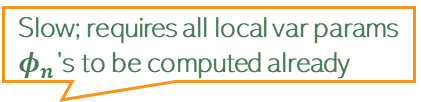 Slow; requires all local var params
𝝓𝒏's to be computed already